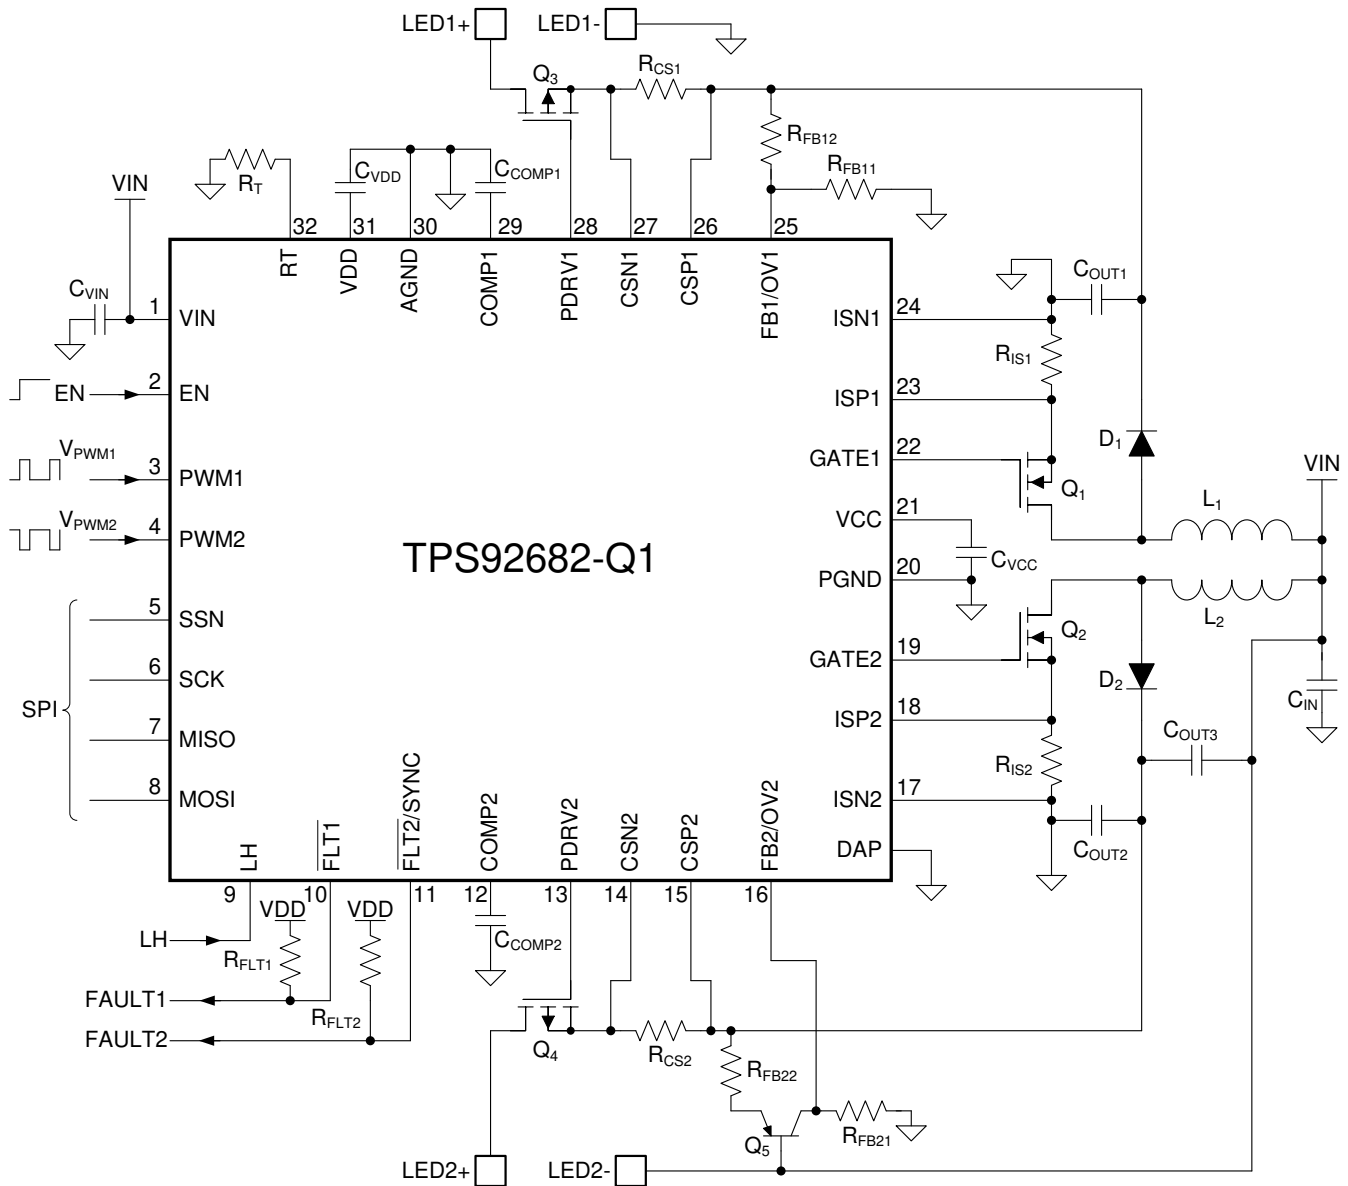 LED1+ LED1-
Q3 RCS1
RFB12
RFB11
RT CVDD CCOMP1
VIN
32 31 30 29 28 27 26 25
RT VDD AGND COMP1 PDRV1 CSN1 CSP1 FB1/OV1
CVIN
1 VIN
EN 2 EN
VPWM1 3 PWM1
VPWM2 4 PWM2
SPI
5 SSN
6 SCK
7 MISO
8 MOSI
TPS92682-Q1
ISN1 24
ISP1 23
GATE1 22
VCC 21
PGND 20
GATE2 19
ISP2 18
ISN2 17
DAP
COUT1
RIS1
D1
Q1
L1
VIN
CVCC
L2
Q2
D2
CIN
COUT3
RIS2
COUT2
LH FLT1 FLT2/SYNC COMP2 PDRV2 CSN2 CSP2 FB2/OV2
9 10 11 12 13 14 15 16
VDD VDD
LH
RFLT1
CCOMP2
FAULT1
RFLT2
FAULT2
Q4 RCS2
RFB22
Q5 RFB21
LED2+ LED2-